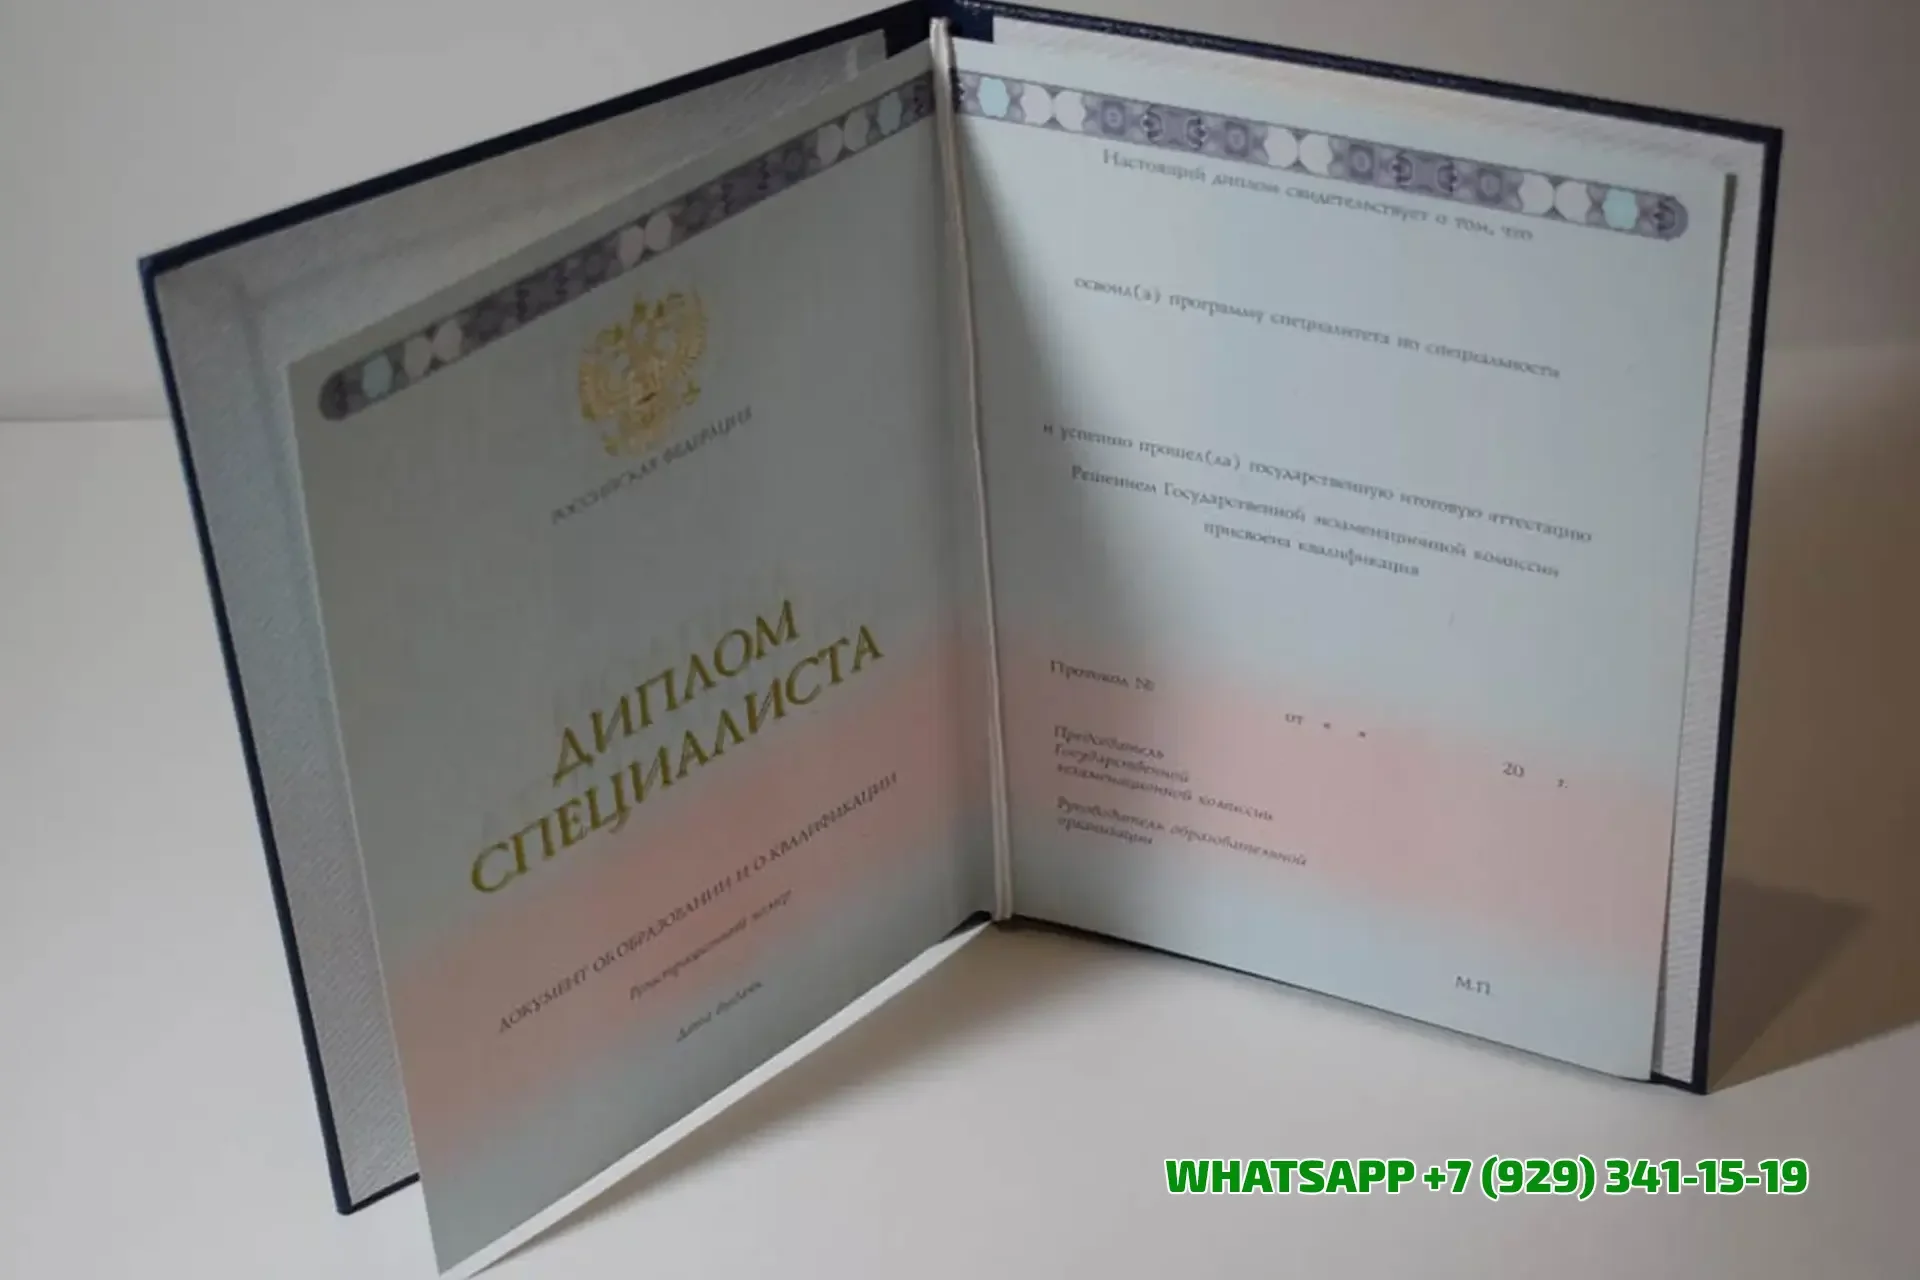 РОССИЙСКАЯ ФЕДЕРАЦИЯ
ДИПЛОМ
СПЕЦИАЛИСТА
ДОКУМЕНТ ОБ ОБРАЗОВАНИИ И О КВАЛИФИКАЦИИ
Регистрационный номер
Дата выдачи
Настоящий диплом свидетельствует о том, что
освоил(а) программу специалитета по специальности
и успешно прошел(ла) государственную итоговую аттестацию
Решением Государственной экзаменационной комиссии
присвоена квалификация
Протокол №
от « »
20 г.
Председатель
Государственной
экзаменационной комиссии
Руководитель образовательной
организации
М.П.
WHATSAPP +7 (929) 341-15-19